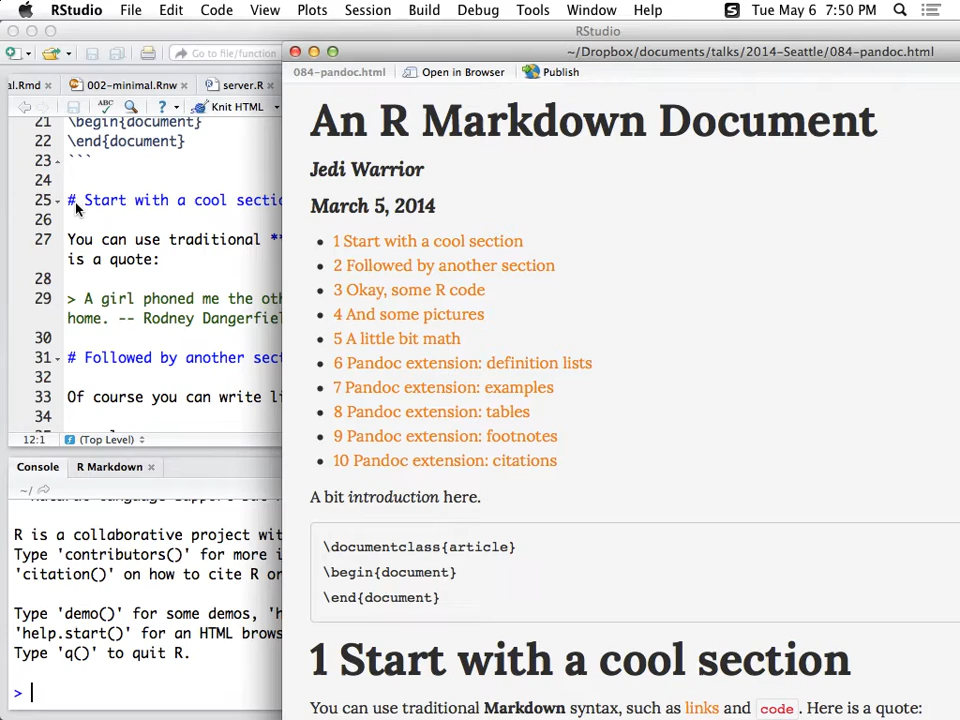 RStudio File Edit Code View Plots Session Build Debug Tools Window Help S Tue May 6 7:50 PM
RStudio
Go to file/function
al.Rmd 002-minimal.Rnw server.R
ABC ? Knit HTML
21 \begin{document}
22 \end{document}
23 ```
24
25 # Start with a cool sectio
26
27 You can use traditional **
is a quote:
28
29 > A girl phoned me the oth
home. -- Rodney Dangerfiel
30
31 # Followed by another sect
32
33 Of course you can write li
34
12:1 (Top Level)
Console R Markdown
~/
R is a collaborative project wit
Type 'contributors()' for more i
'citation()' on how to cite R or
Type 'demo()' for some demos, 'h
'help.start()' for an HTML brows
Type 'q()' to quit R.
>
~/Dropbox/documents/talks/2014-Seattle/084-pandoc.html
084-pandoc.html Open in Browser Publish
An R Markdown Document
Jedi Warrior
March 5, 2014
1 Start with a cool section
2 Followed by another section
3 Okay, some R code
4 And some pictures
5 A little bit math
6 Pandoc extension: definition lists
7 Pandoc extension: examples
8 Pandoc extension: tables
9 Pandoc extension: footnotes
10 Pandoc extension: citations
A bit introduction here.
\documentclass{article}
\begin{document}
\end{document}
1 Start with a cool section
You can use traditional Markdown syntax, such as links and code. Here is a quote: